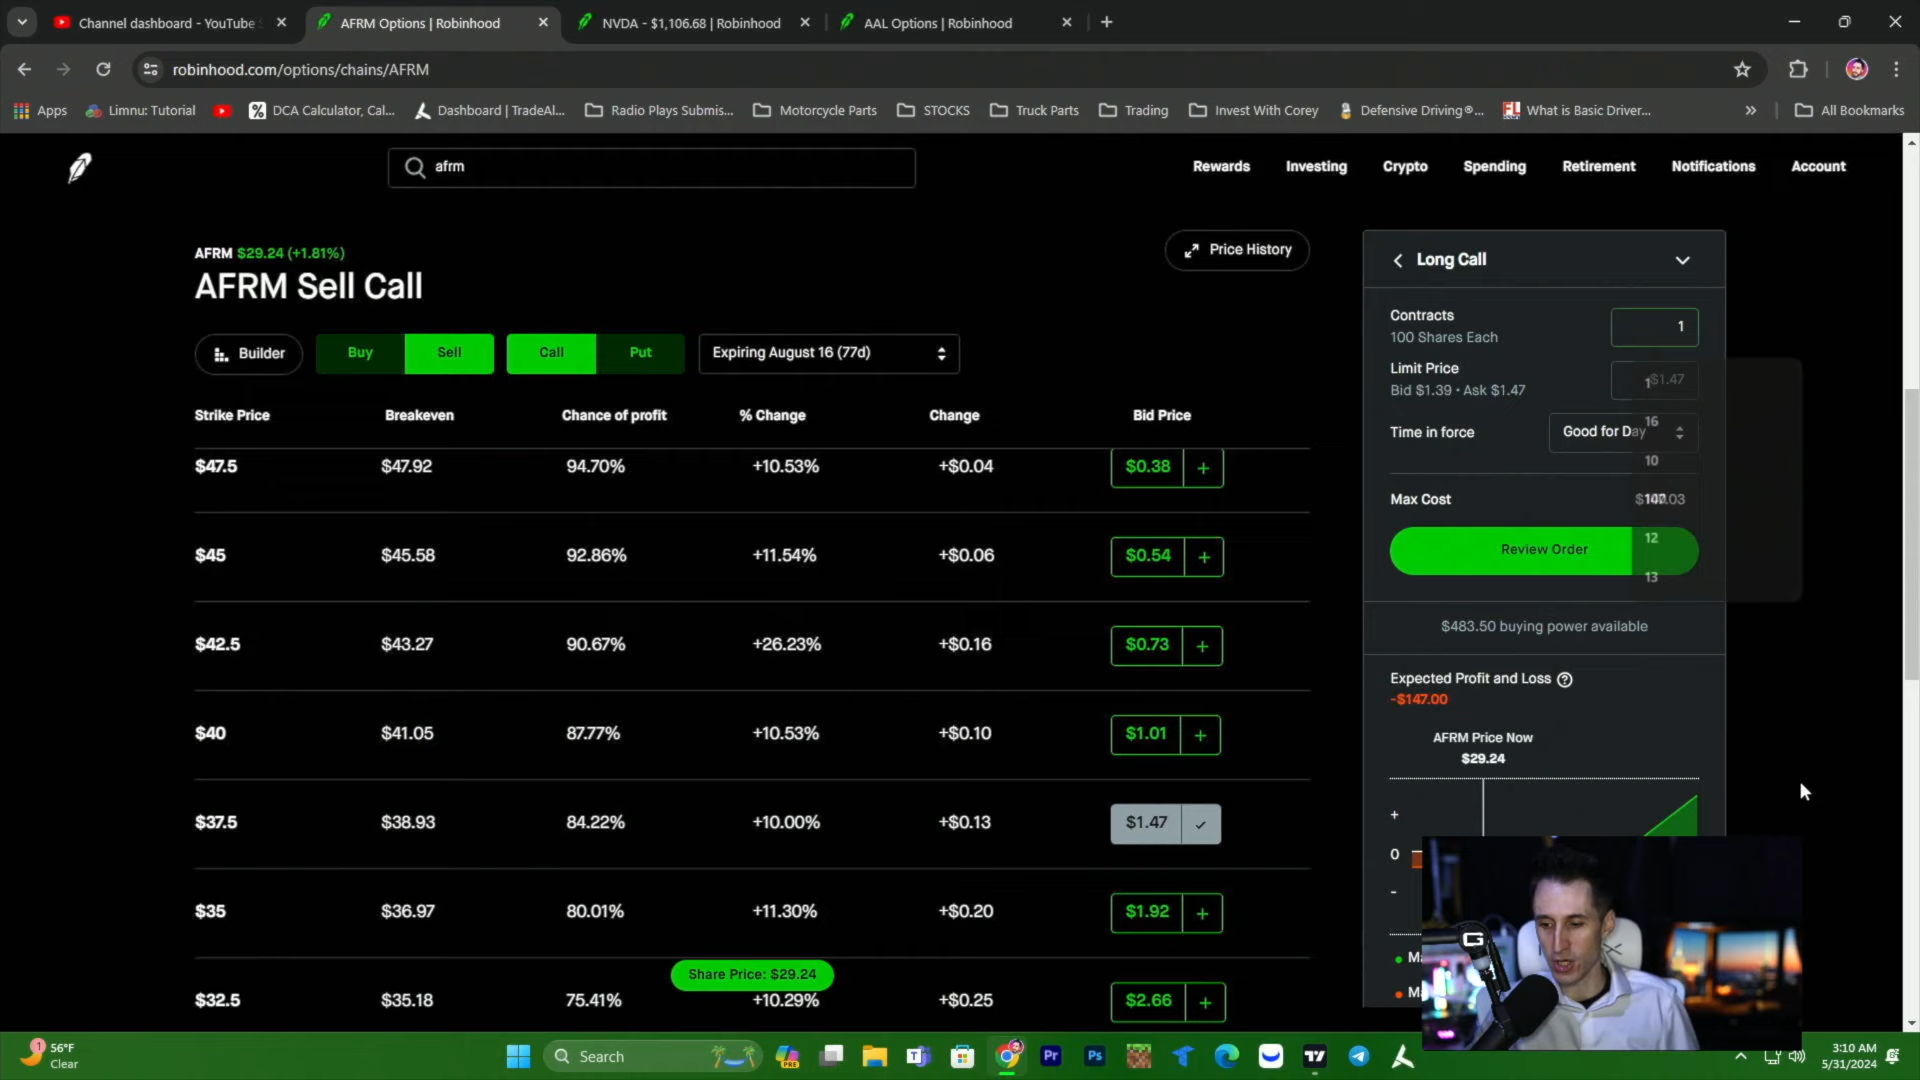 Channel dashboard - YouTube
AFRM Options | Robinhood
NVDA - $1,106.68 | Robinhood
AAL Options | Robinhood
robinhood.com/options/chains/AFRM
Apps
Limnu: Tutorial
DCA Calculator, Cal...
Dashboard | TradeAl...
Radio Plays Submis...
Motorcycle Parts
STOCKS
Truck Parts
Trading
Invest With Corey
Defensive Driving®...
What is Basic Driver...
All Bookmarks
afrm
Rewards
Investing
Crypto
Spending
Retirement
Notifications
Account
AFRM $29.24 (+1.81%)
AFRM Sell Call
Price History
Builder
Buy
Sell
Call
Put
Expiring August 16 (77d)
Strike Price Breakeven Chance of profit % Change Change Bid Price
$47.5 $47.92 94.70% +10.53% +$0.04 $0.38 +
$45 $45.58 92.86% +11.54% +$0.06 $0.54 +
$42.5 $43.27 90.67% +26.23% +$0.16 $0.73 +
$40 $41.05 87.77% +10.53% +$0.10 $1.01 +
$37.5 $38.93 84.22% +10.00% +$0.13 $1.47
$35 $36.97 80.01% +11.30% +$0.20 $1.92 +
Share Price: $29.24
$32.5 $35.18 75.41% +10.29% +$0.25 $2.66 +
Long Call
Contracts
100 Shares Each
1
Limit Price
Bid $1.39 • Ask $1.47
$1.47
Time in force
Good for Day
16
10
Max Cost
12
Review Order
13
$483.50 buying power available
Expected Profit and Loss
-$147.00
AFRM Price Now
$29.24
+
0
-
G
56°F
Clear
Search
3:10 AM
5/31/2024